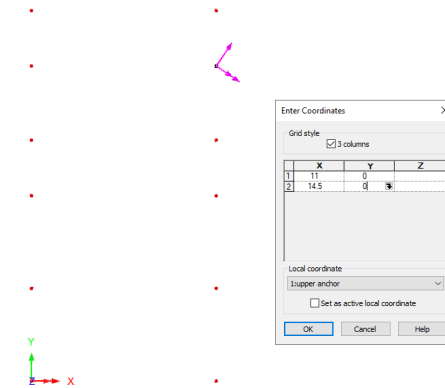 Enter Coordinates
Grid style
3 columns
X Y Z
1 11 0
2 14.5 0
Local coordinate
1:upper anchor
Set as active local coordinate
OK Cancel Help
Y
Z X